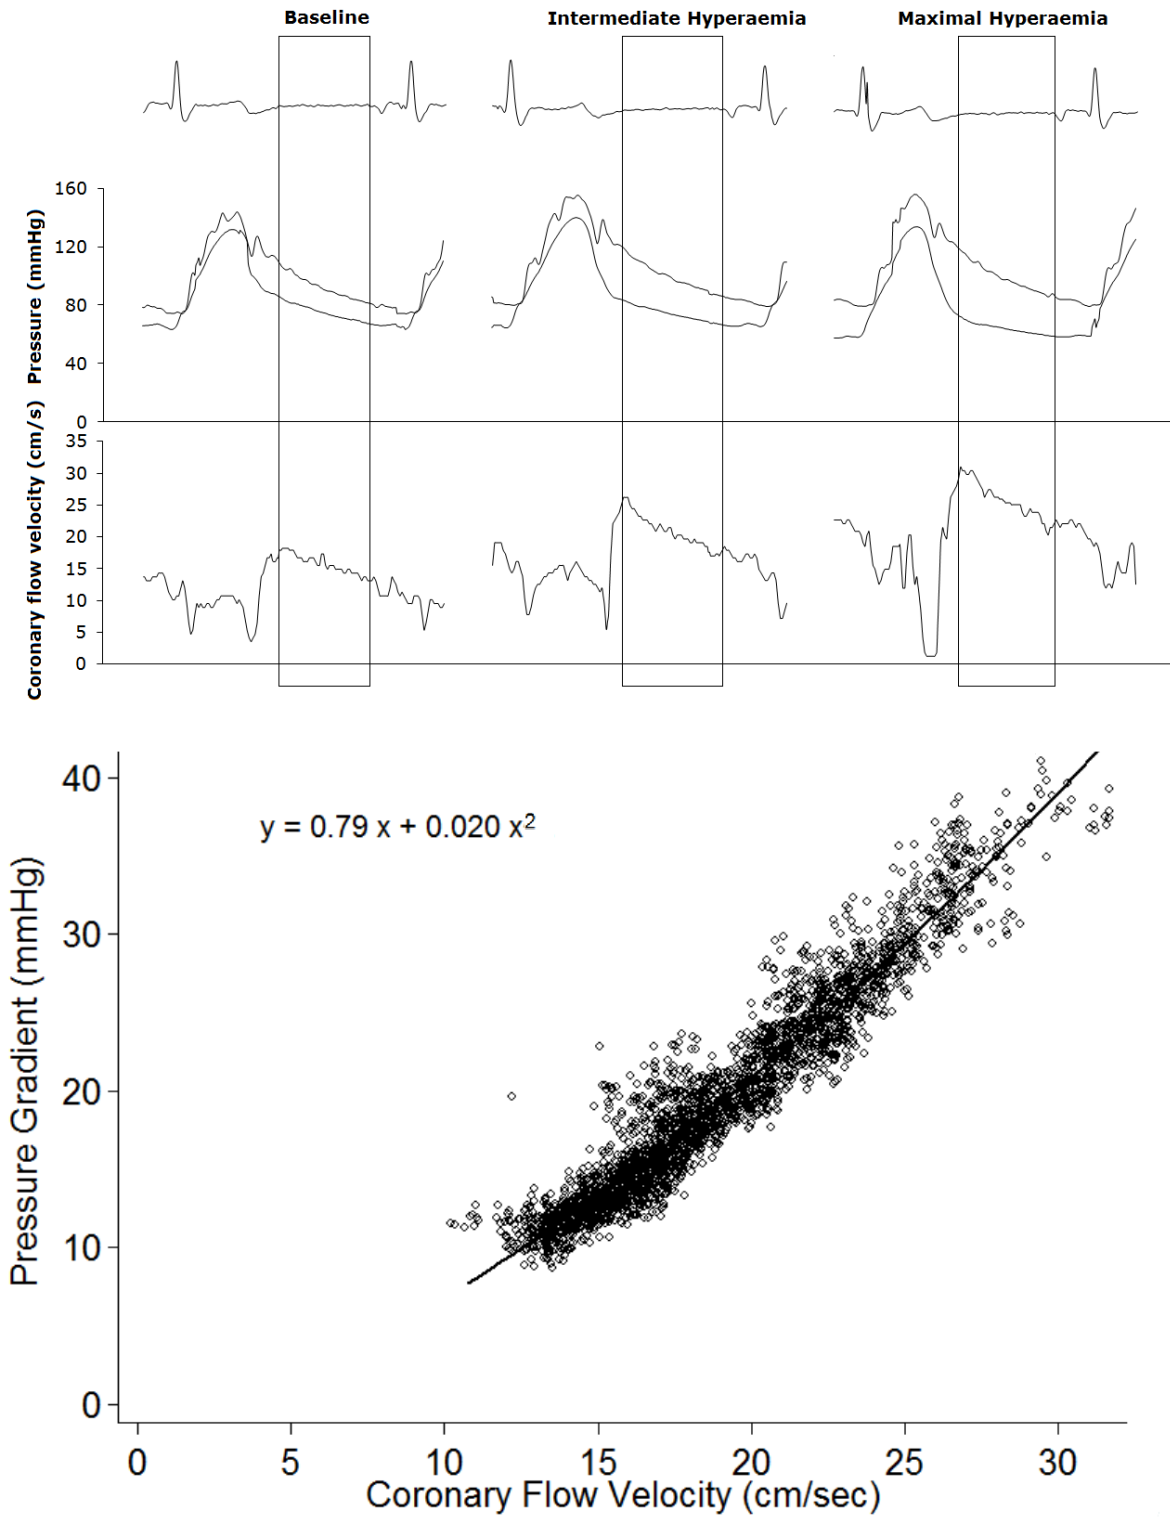 Baseline
Intermediate Hyperaemia
Maximal Hyperaemia
Pressure (mmHg)
160
120
80
40
0
Coronary flow velocity (cm/s)
35
30
25
20
15
10
5
0
y = 0.79 x + 0.020 x²
Pressure Gradient (mmHg)
40
30
20
10
0
0 5 10 15 20 25 30
Coronary Flow Velocity (cm/sec)